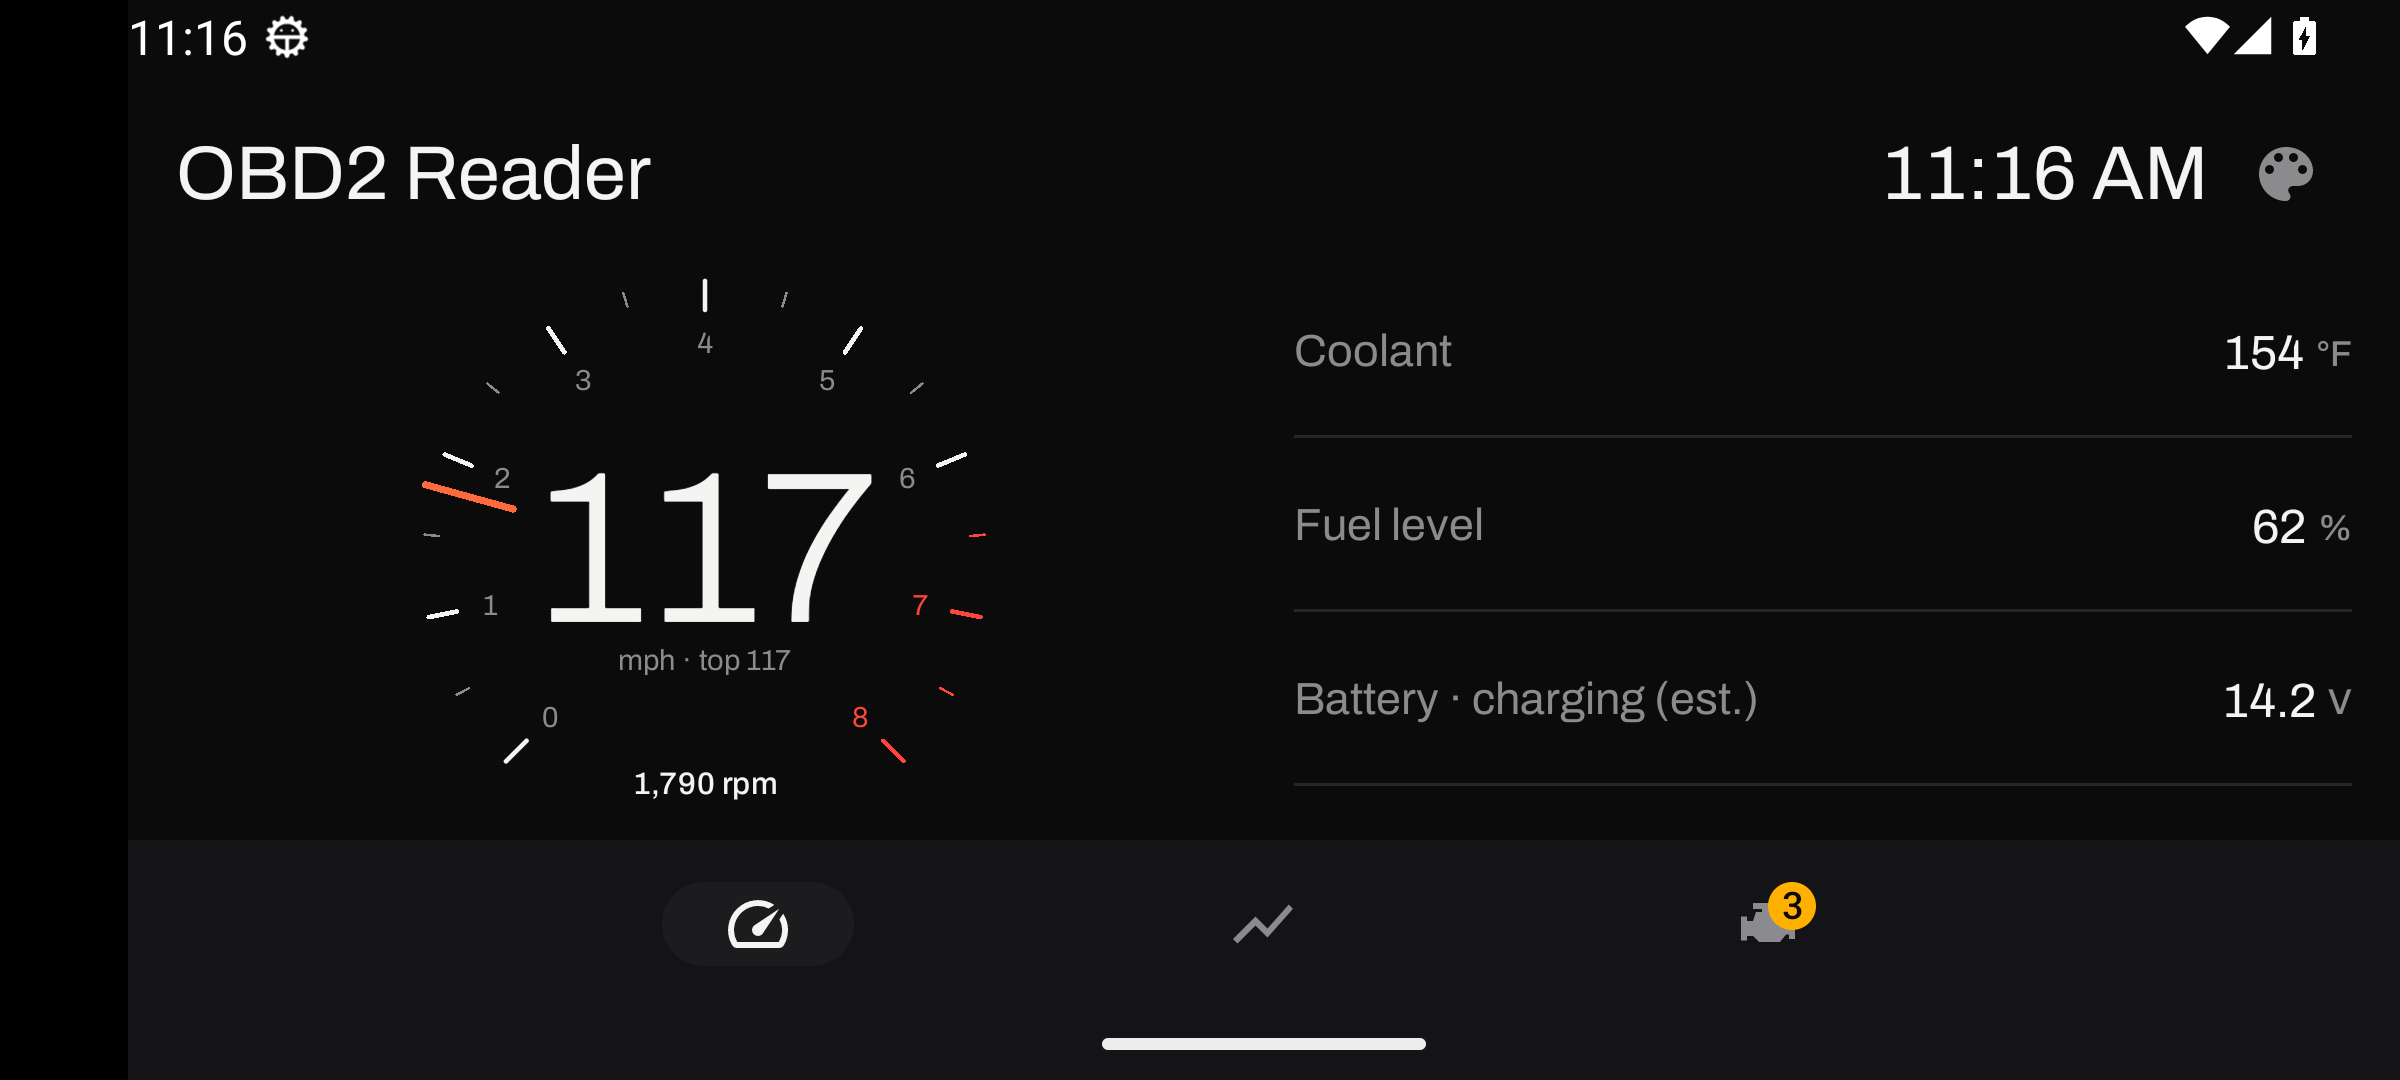 11:16
OBD2 Reader
11:16 AM
0
1
2
3
4
5
6
7
8
117
mph · top 117
1,790 rpm
Coolant
154 °F
Fuel level
62 %
Battery · charging (est.)
14.2 V
3